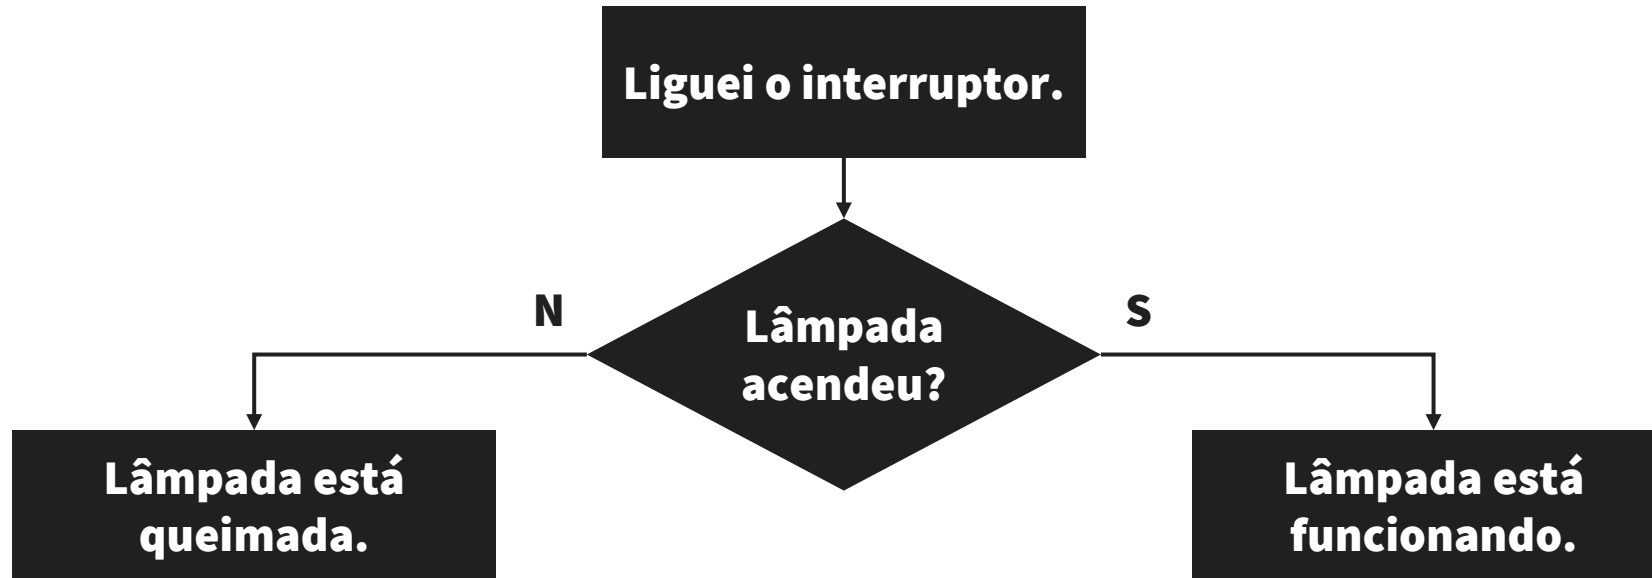 Liguei o interruptor.
N
S
Lâmpada
acendeu?
Lâmpada está
queimada.
Lâmpada está
funcionando.